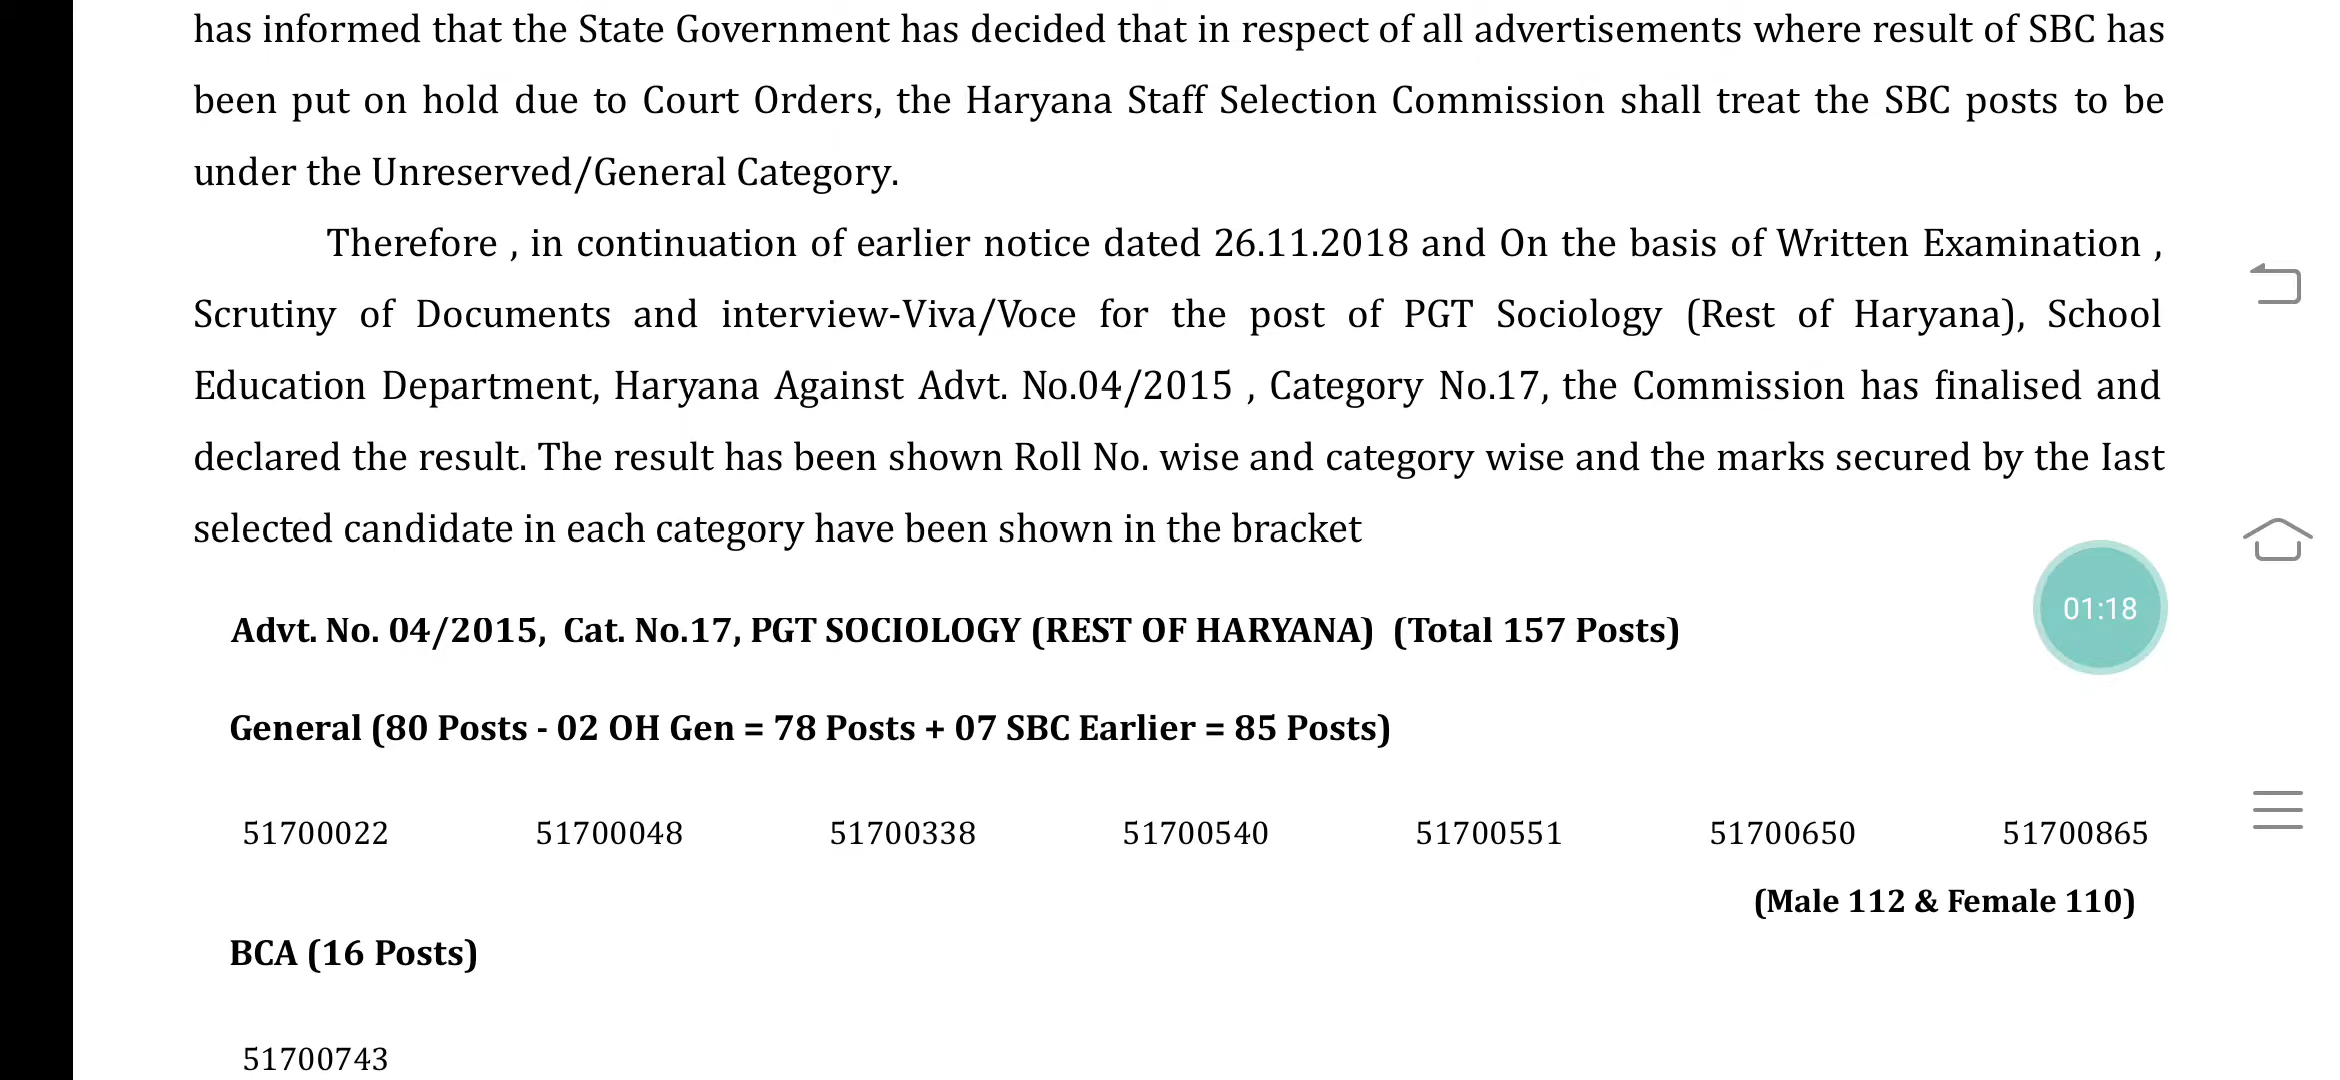 has informed that the State Government has decided that in respect of all advertisements where result of SBC has
been put on hold due to Court Orders, the Haryana Staff Selection Commission shall treat the SBC posts to be
under the Unreserved/General Category.
Therefore , in continuation of earlier notice dated 26.11.2018 and On the basis of Written Examination ,
Scrutiny of Documents and interview-Viva/Voce for the post of PGT Sociology (Rest of Haryana), School
Education Department, Haryana Against Advt. No.04/2015 , Category No.17, the Commission has finalised and
declared the result. The result has been shown Roll No. wise and category wise and the marks secured by the Iast
selected candidate in each category have been shown in the bracket
01:18
Advt. No. 04/2015, Cat. No.17, PGT SOCIOLOGY (REST OF HARYANA) (Total 157 Posts)
General (80 Posts - 02 OH Gen = 78 Posts + 07 SBC Earlier = 85 Posts)
51700022 51700048 51700338 51700540 51700551 51700650 51700865
(Male 112 & Female 110)
BCA (16 Posts)
51700743